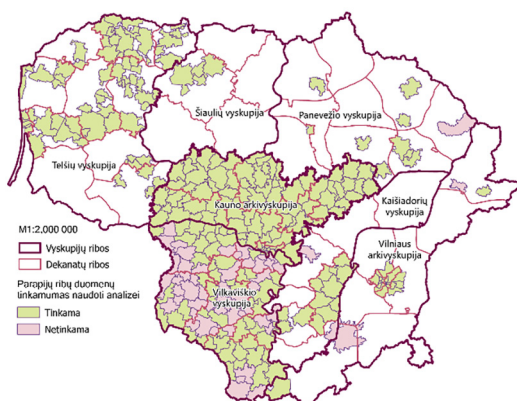 Šiaulių vyskupija
Panevėžio vyskupija
Telšių vyskupija
Kauno arkivyskupija
Kaišiadorių
vyskupija
Vilniaus
arkivyskupija
Vilkaviškio
vyskupija
M1:2,000 000
Vyskupijų ribos
Dekanatų ribos
Parapijų ribų duomenų
tinkamumas naudoti analizei
Tinkama
Netinkama